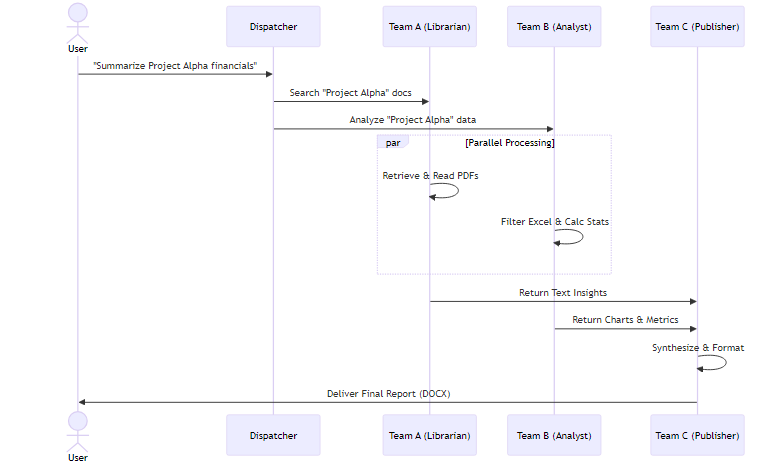 User
Dispatcher
Team A (Librarian)
Team B (Analyst)
Team C (Publisher)
"Summarize Project Alpha financials"
Search "Project Alpha" docs
Analyze "Project Alpha" data
par
[Parallel Processing]
Retrieve & Read PDFs
Filter Excel & Calc Stats
Return Text Insights
Return Charts & Metrics
Synthesize & Format
Deliver Final Report (DOCX)
User
Dispatcher
Team A (Librarian)
Team B (Analyst)
Team C (Publisher)